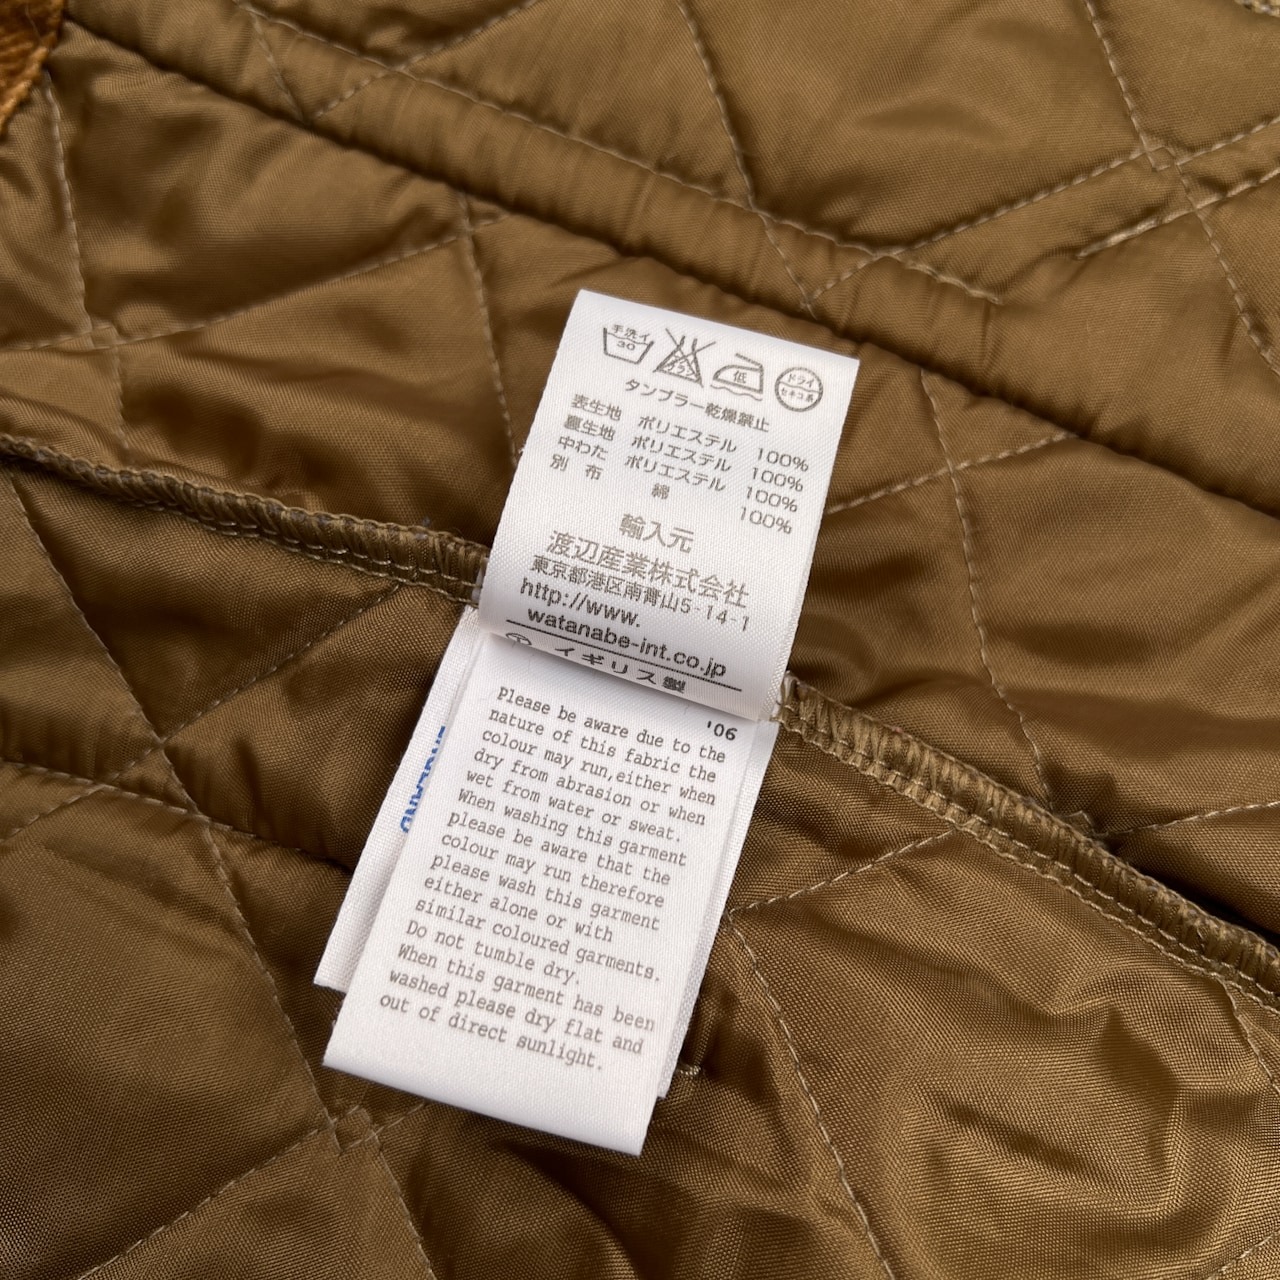 手洗イ
30
エンソサラシ
低
ドライ
セキユ系
タンブラー乾燥禁止
表生地 ポリエステル 100%
裏生地 ポリエステル 100%
中わた ポリエステル 100%
別布 綿 100%
輸入元
渡辺産業株式会社
東京都港区南青山5-14-1
http://www.
watanabe-int.co.jp
イギリス製
'06
Please be aware due to the
nature of this fabric the
colour may run,either when
dry from abrasion or when
wet from water or sweat.
When washing this garment
please be aware that the
colour may run therefore
please wash this garment
either alone or with
similar coloured garments.
Do not tumble dry.
When this garment has been
washed please dry flat and
out of direct sunlight.